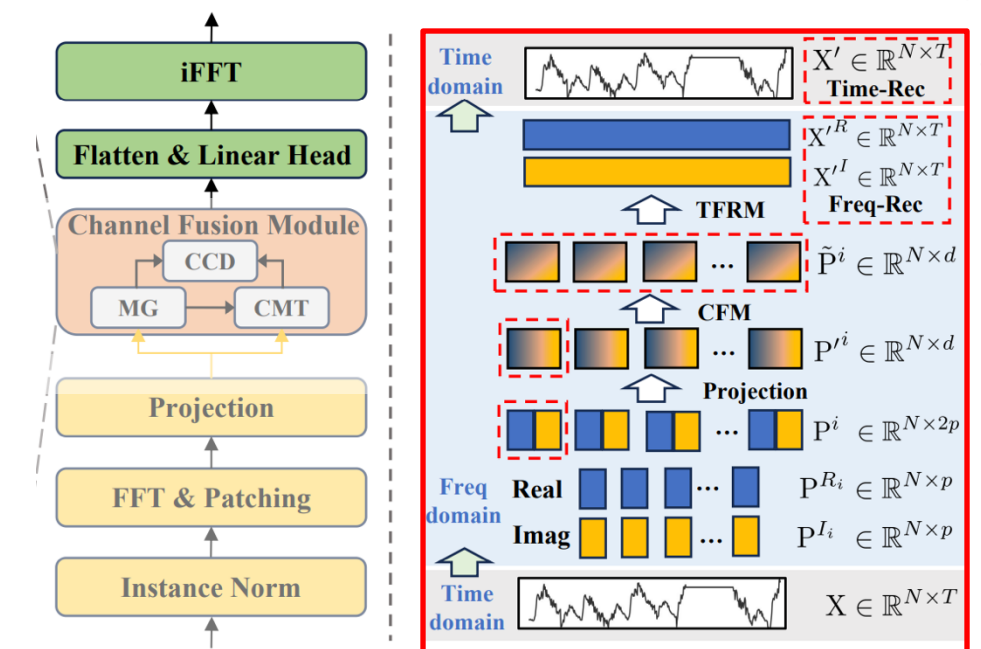 iFFT
Flatten & Linear Head
Channel Fusion Module
CCD
MG
CMT
Projection
FFT & Patching
Instance Norm
Time
domain
X′ ∈ ℝ^{N×T}
Time-Rec
X′^R ∈ ℝ^{N×T}
X′^I ∈ ℝ^{N×T}
Freq-Rec
TFRM
...
P̃^i ∈ ℝ^{N×d}
CFM
...
P′^i ∈ ℝ^{N×d}
Projection
...
P^i ∈ ℝ^{N×2p}
Freq
domain
Real
...
P^{R_i} ∈ ℝ^{N×p}
Imag
...
P^{I_i} ∈ ℝ^{N×p}
Time
domain
X ∈ ℝ^{N×T}